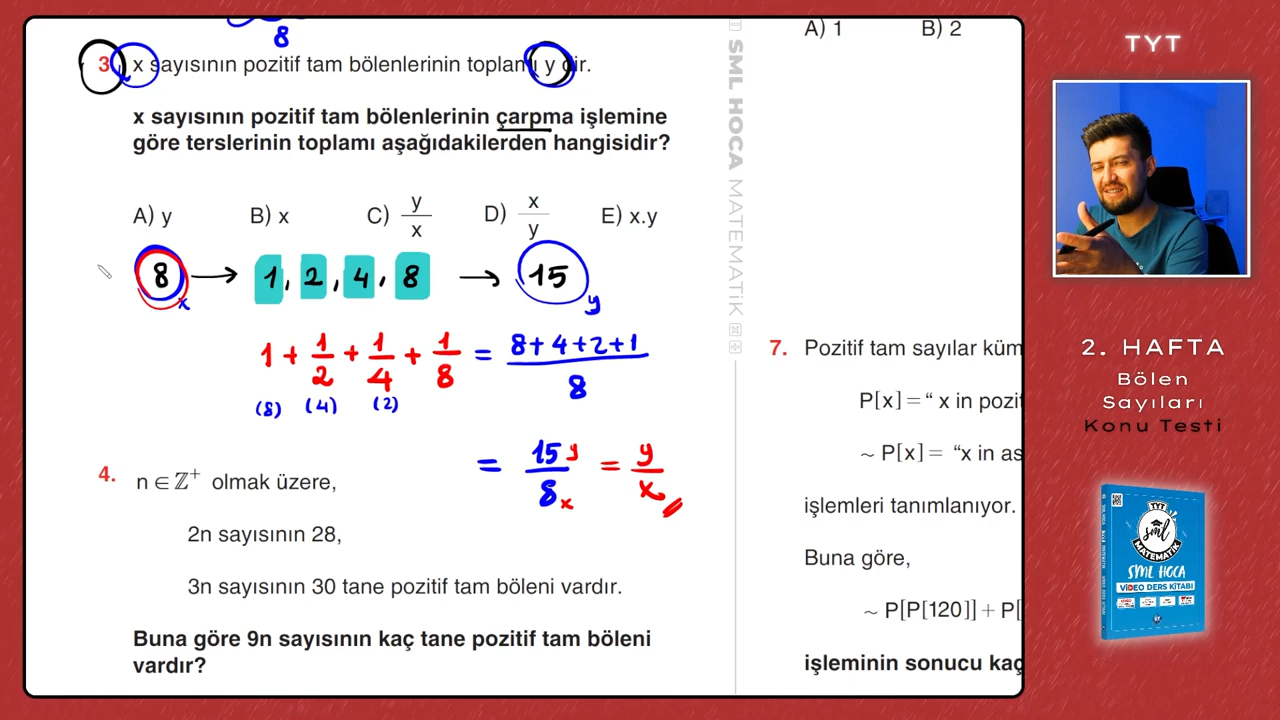 8
3. x sayısının pozitif tam bölenlerinin toplamı y dir.
x sayısının pozitif tam bölenlerinin çarpma işlemine
göre terslerinin toplamı aşağıdakilerden hangisidir?
A) y B) x C) y/x D) x/y E) x.y
8 → 1, 2, 4, 8 → 15
x y
1 + 1/2 + 1/4 + 1/8 = 8+4+2+1/8
(8) (4) (2)
= 15 y/8 x = y/x
4. n ∈ ℤ⁺ olmak üzere,
2n sayısının 28,
3n sayısının 30 tane pozitif tam böleni vardır.
Buna göre 9n sayısının kaç tane pozitif tam böleni
vardır?
SML HOCA MATEMATİK
A) 1 B) 2
7. Pozitif tam sayılar küm
P[x] = “ x in pozit
~ P[x] = “x in as
işlemleri tanımlanıyor.
Buna göre,
~ P[P[120]] + P[
işleminin sonucu kaç
TYT
2. HAFTA
Bölen
Sayıları
Konu Testi
TYT
sml
MATEMATİK
SML HOCA
VİDEO DERS KİTABI